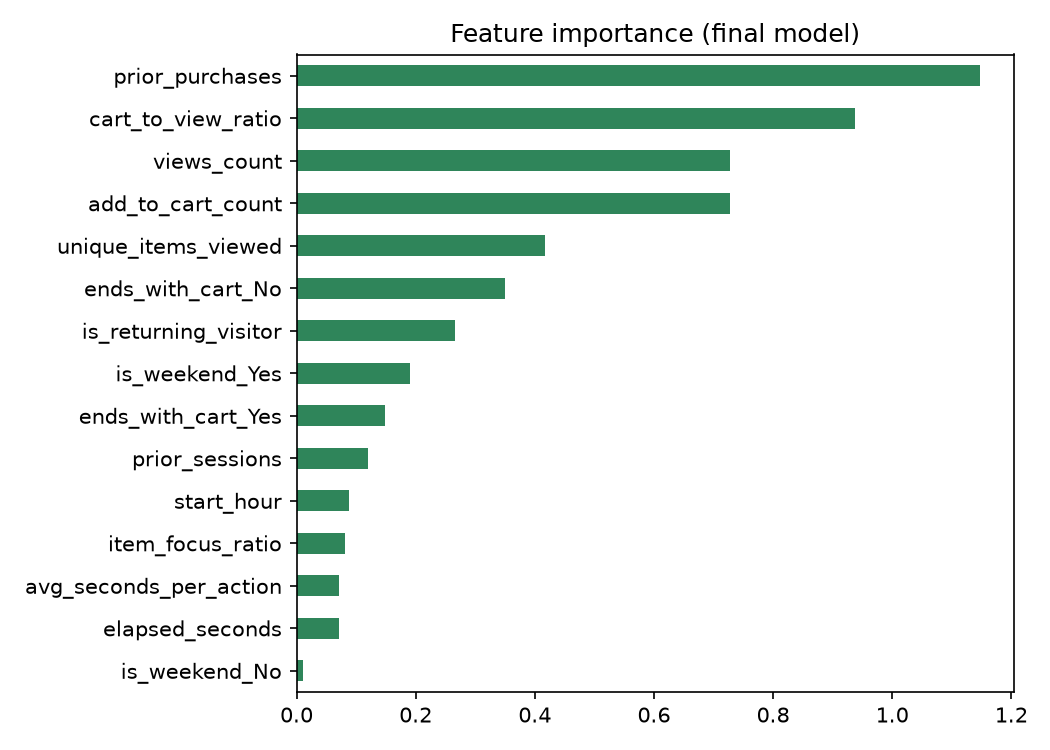 Feature importance (final model)
prior_purchases
cart_to_view_ratio
views_count
add_to_cart_count
unique_items_viewed
ends_with_cart_No
is_returning_visitor
is_weekend_Yes
ends_with_cart_Yes
prior_sessions
start_hour
item_focus_ratio
avg_seconds_per_action
elapsed_seconds
is_weekend_No
0.0 0.2 0.4 0.6 0.8 1.0 1.2